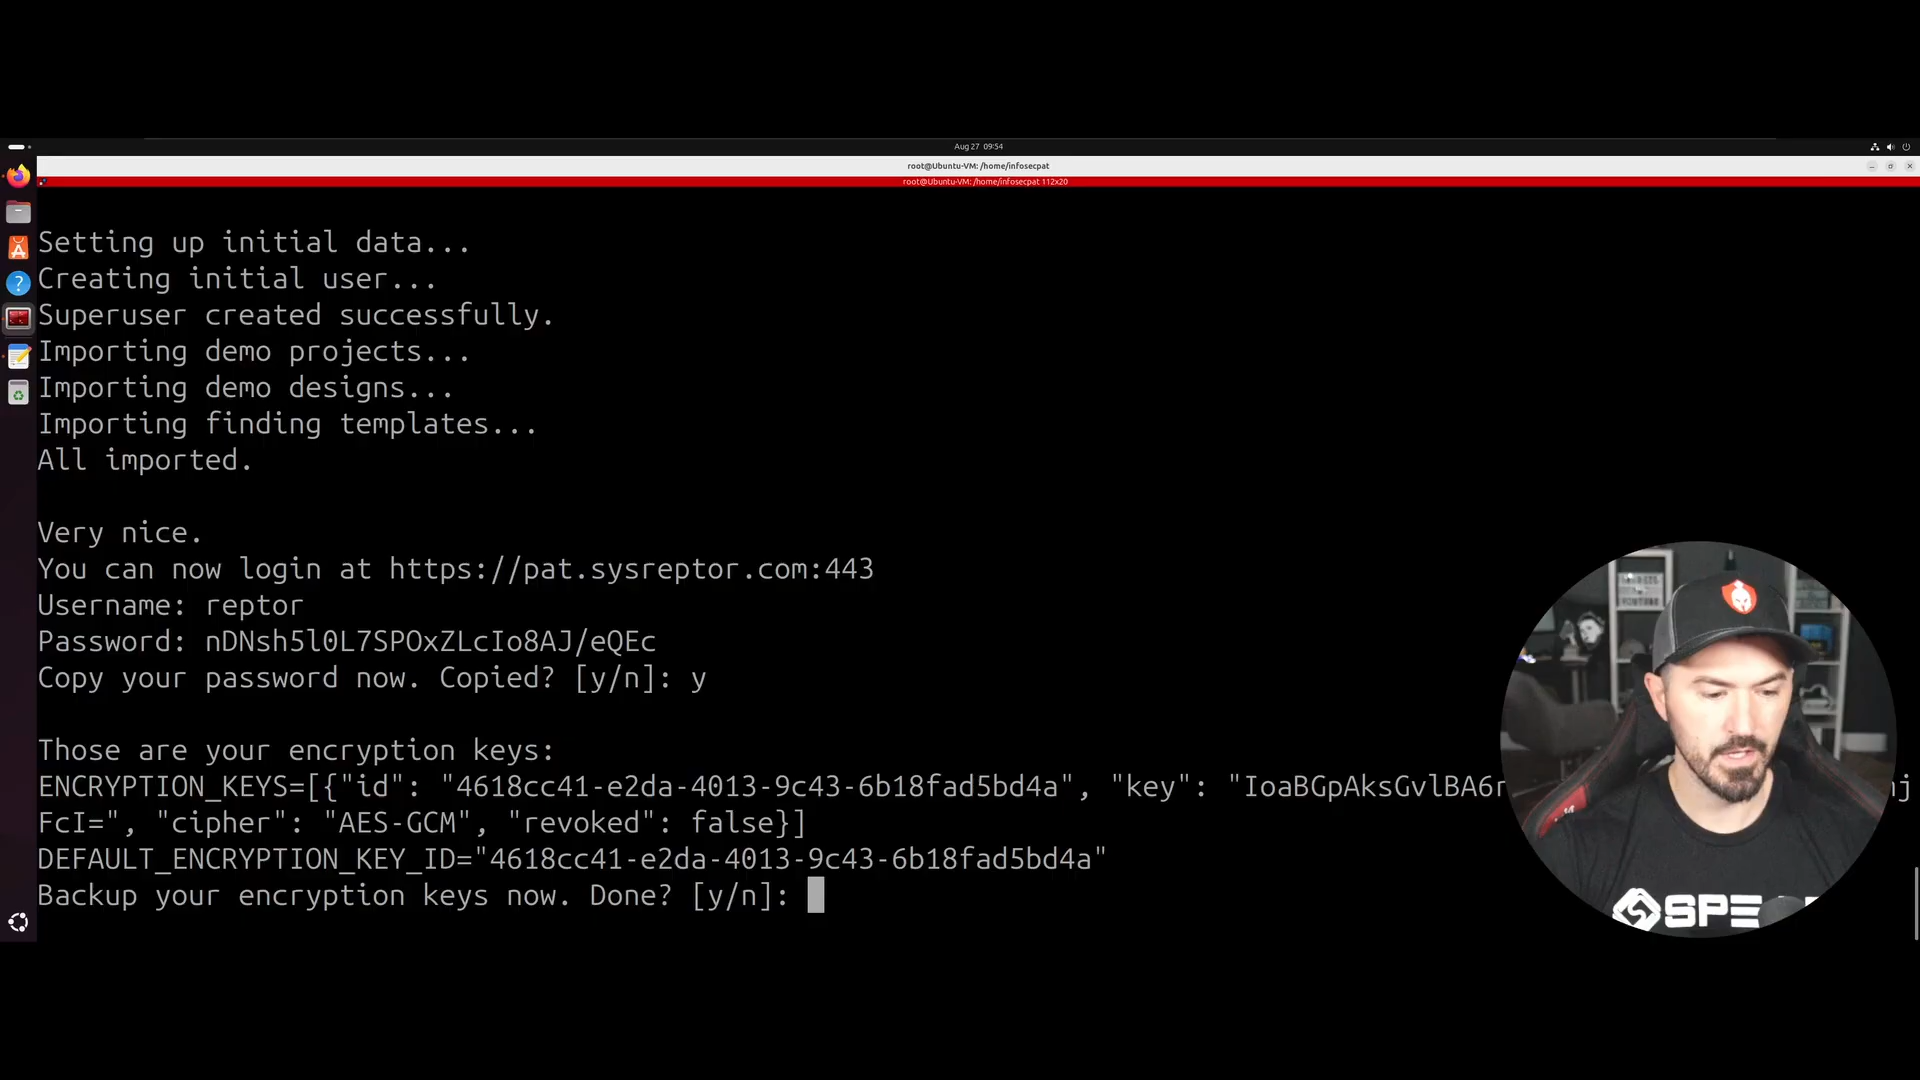 Aug 27 09:54
root@Ubuntu-VM: /home/infosecpat
root@Ubuntu-VM: /home/infosecpat 112x20
Setting up initial data...
Creating initial user...
Superuser created successfully.
Importing demo projects...
Importing demo designs...
Importing finding templates...
All imported.
Very nice.
You can now login at https://pat.sysreptor.com:443
Username: reptor
Password: nDNsh5l0L7SPOxZLcIo8AJ/eQEc
Copy your password now. Copied? [y/n]: y
Those are your encryption keys:
ENCRYPTION_KEYS=[{"id": "4618cc41-e2da-4013-9c43-6b18fad5bd4a", "key": "IoaBGpAksGvlBA6r
FcI=", "cipher": "AES-GCM", "revoked": false}]
DEFAULT_ENCRYPTION_KEY_ID="4618cc41-e2da-4013-9c43-6b18fad5bd4a"
Backup your encryption keys now. Done? [y/n]:
SPE